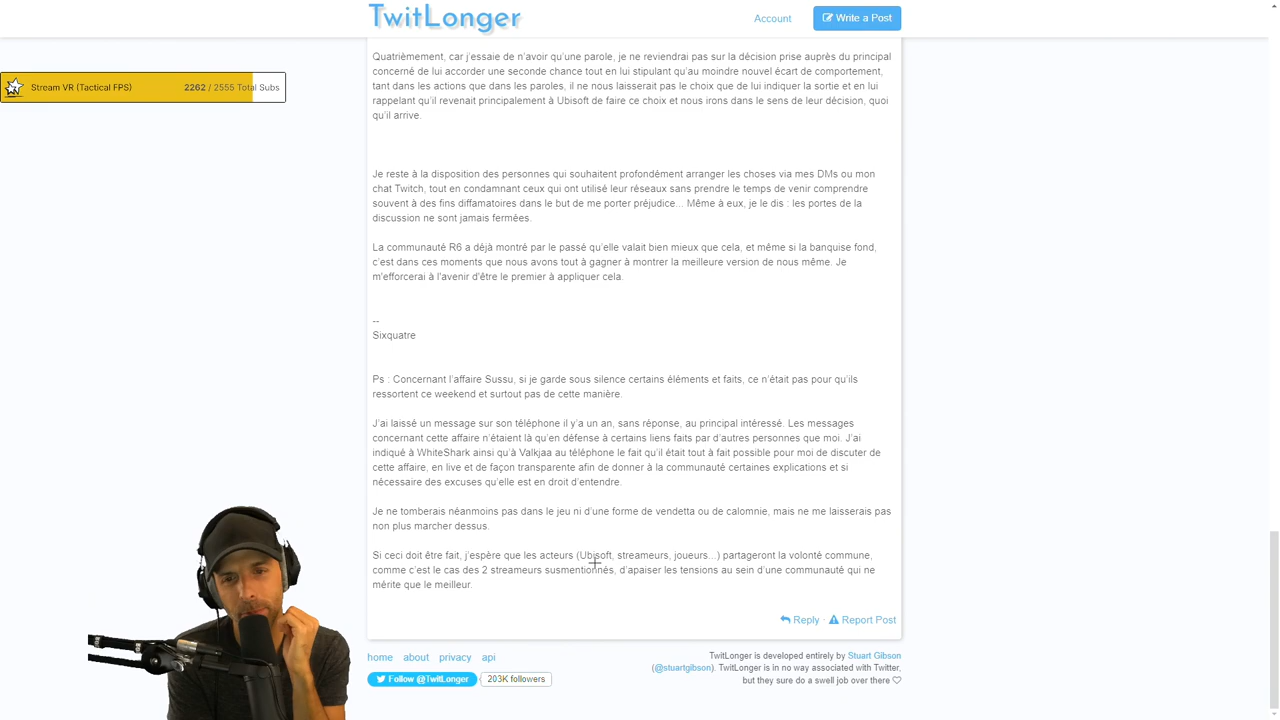 TwitLonger
Account
Write a Post
Stream VR (Tactical FPS) 2262 / 2555 Total Subs
Quatrièmement, car j'essaie de n'avoir qu'une parole, je ne reviendrai pas sur la décision prise auprès du principal
concerné de lui accorder une seconde chance tout en lui stipulant qu'au moindre nouvel écart de comportement,
tant dans les actions que dans les paroles, il ne nous laisserait pas le choix que de lui indiquer la sortie et en lui
rappelant qu'il revenait principalement à Ubisoft de faire ce choix et nous irons dans le sens de leur décision, quoi
qu'il arrive.
Je reste à la disposition des personnes qui souhaitent profondément arranger les choses via mes DMs ou mon
chat Twitch, tout en condamnant ceux qui ont utilisé leur réseaux sans prendre le temps de venir comprendre
souvent à des fins diffamatoires dans le but de me porter préjudice... Même à eux, je le dis : les portes de la
discussion ne sont jamais fermées.
La communauté R6 a déjà montré par le passé qu'elle valait bien mieux que cela, et même si la banquise fond,
c'est dans ces moments que nous avons tout à gagner à montrer la meilleure version de nous même. Je
m'efforcerai à l'avenir d'être le premier à appliquer cela.
--
Sixquatre
Ps : Concernant l'affaire Sussu, si je garde sous silence certains éléments et faits, ce n'était pas pour qu'ils
ressortent ce weekend et surtout pas de cette manière.
J'ai laissé un message sur son téléphone il y'a un an, sans réponse, au principal intéressé. Les messages
concernant cette affaire n'étaient là qu'en défense à certains liens faits par d'autres personnes que moi. J'ai
indiqué à WhiteShark ainsi qu'à Valkjaa au téléphone le fait qu'il était tout à fait possible pour moi de discuter de
cette affaire, en live et de façon transparente afin de donner à la communauté certaines explications et si
nécessaire des excuses qu'elle est en droit d'entendre.
Je ne tomberais néanmoins pas dans le jeu ni d'une forme de vendetta ou de calomnie, mais ne me laisserais pas
non plus marcher dessus.
Si ceci doit être fait, j'espère que les acteurs (Ubisoft, streameurs, joueurs...) partageront la volonté commune,
comme c'est le cas des 2 streameurs susmentionnés, d'apaiser les tensions au sein d'une communauté qui ne
mérite que le meilleur.
Reply · Report Post
home about privacy api
Follow @TwitLonger 203K followers
TwitLonger is developed entirely by Stuart Gibson
(@stuartgibson). TwitLonger is in no way associated with Twitter,
but they sure do a swell job over there